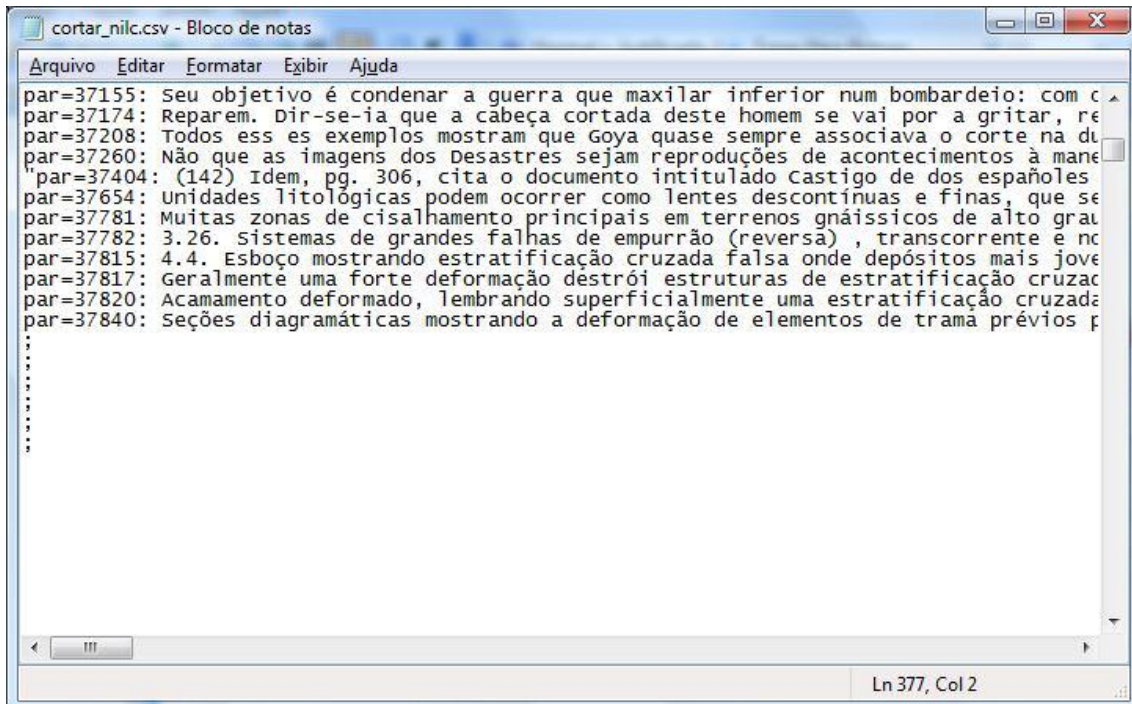 cortar_nilc.csv - Bloco de notas
Arquivo Editar Formatar Exibir Ajuda
par=37155: Seu objetivo é condenar a guerra que maxilar inferior num bombardeio: com
par=37174: Reparem. Dir-se-ia que a cabeça cortada deste homem se vai por a gritar,
par=37208: Todos ess es exemplos mostram que Goya quase sempre associava o corte na
par=37260: Não que as imagens dos Desastres sejam reproduções de acontecimentos à
"par=37404: (142) Idem, pg. 306, cita o documento intitulado Castigo de dos españoles
par=37654: Unidades litológicas podem ocorrer como lentes descontínuas e finas, que
par=37781: Muitas zonas de cisalhamento principais em terrenos gnáissicos de alto
par=37782: 3.26. Sistemas de grandes falhas de empurrão (reversa) , transcorrente e
par=37815: 4.4. Esboço mostrando estratificação cruzada falsa onde depósitos mais
par=37817: Geralmente uma forte deformação destrói estruturas de estratificação
par=37820: Acamamento deformado, lembrando superficialmente uma estratificação cruzada
par=37840: Seções diagramáticas mostrando a deformação de elementos de trama prévios
;
;
;
;
;
;
Ln 377, Col 2